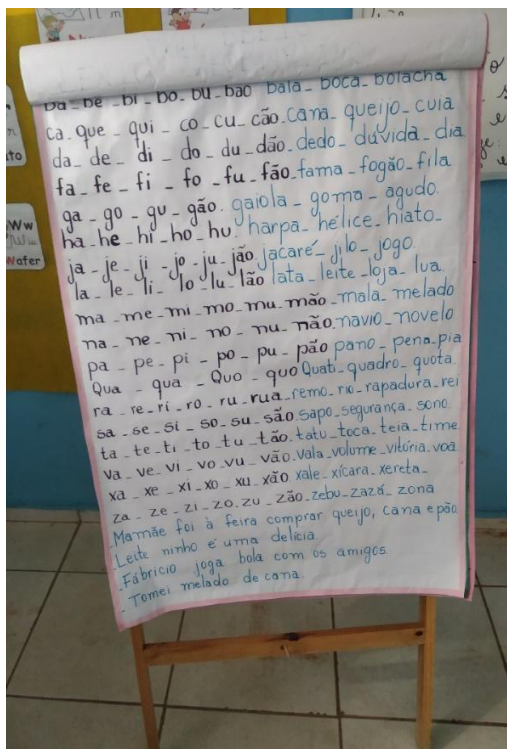 ba - be - bi - bo - bu - bão bala - boca - bolacha
ca - que - qui - co - cu - cão. cana - queijo - cuia
da - de - di - do - du - dão. dedo - dúvida - dia
fa - fe - fi - fo - fu - fão - fama - fogão - fila
ga - go - gu - gão. gaiola - goma - agudo.
ha - he - hi - ho - hu. harpa - hélice - hiato -
ja - je - ji - jo - ju - jão. jacaré - jiló - jogo
la - le - li - lo - lu - lão lata - leite - loja - lua.
ma - me - mi - mo - mu - mão - mala - melado
na - ne - ni - no - nu - não. navio - novelo
pa - pe - pi - po - pu - pão pano - pena - pia
Qua - qua - Quo - quo Quati - quadro - quota
ra - re - ri - ro - ru - rua - remo - rio - rapadura - rei
sa - se - si - so - su - são. sapo - segurança - sono.
ta - te - ti - to - tu - tão. tatu - toca - teia - time
va - ve - vi - vo - vu - vão. vala - volume - vitória. voa
xa - xe - xi - xo - xu - xão. xale - xícara - xereta -
za - ze - zi - zo. zu - zão - zebu - zazá - zona
Mamãe foi à feira comprar queijo, cana e pão
. Leite ninho é uma delícia.
. Fábricio joga bola com os amigos.
. Tomei melado de cana.
to
Ww
Wafer